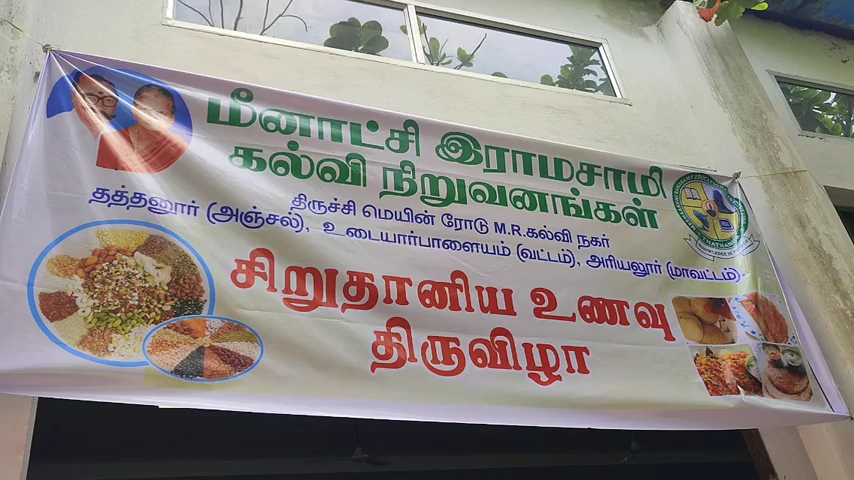 மீனாட்சி இராமசாமி
கல்வி நிறுவனங்கள்
திருச்சி மெயின் ரோடு M.R.கல்வி நகர்
தத்தனூர் (அஞ்சல்), உடையார்பாளையம் (வட்டம்), அரியலூர் (மாவட்டம்)
சிறுதானிய உணவு
திருவிழா